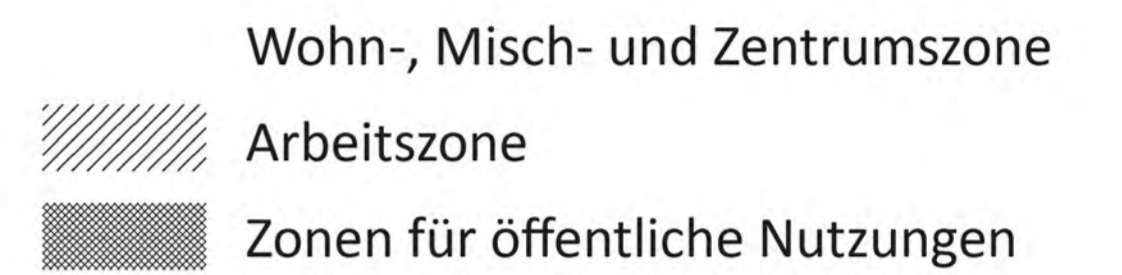 Wohn-, Misch- und Zentrumszone
Arbeitszone
Zonen für öffentliche Nutzungen